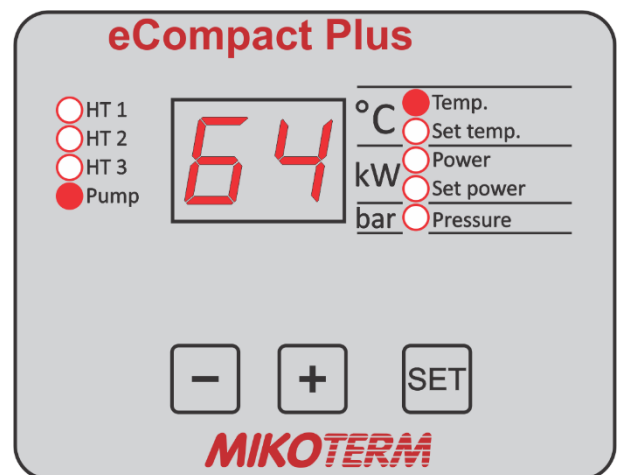 eCompact Plus
HT 1
HT 2
HT 3
Pump
64
°C
Temp.
Set temp.
kW
Power
Set power
bar
Pressure
-
+
SET
MIKOTERM